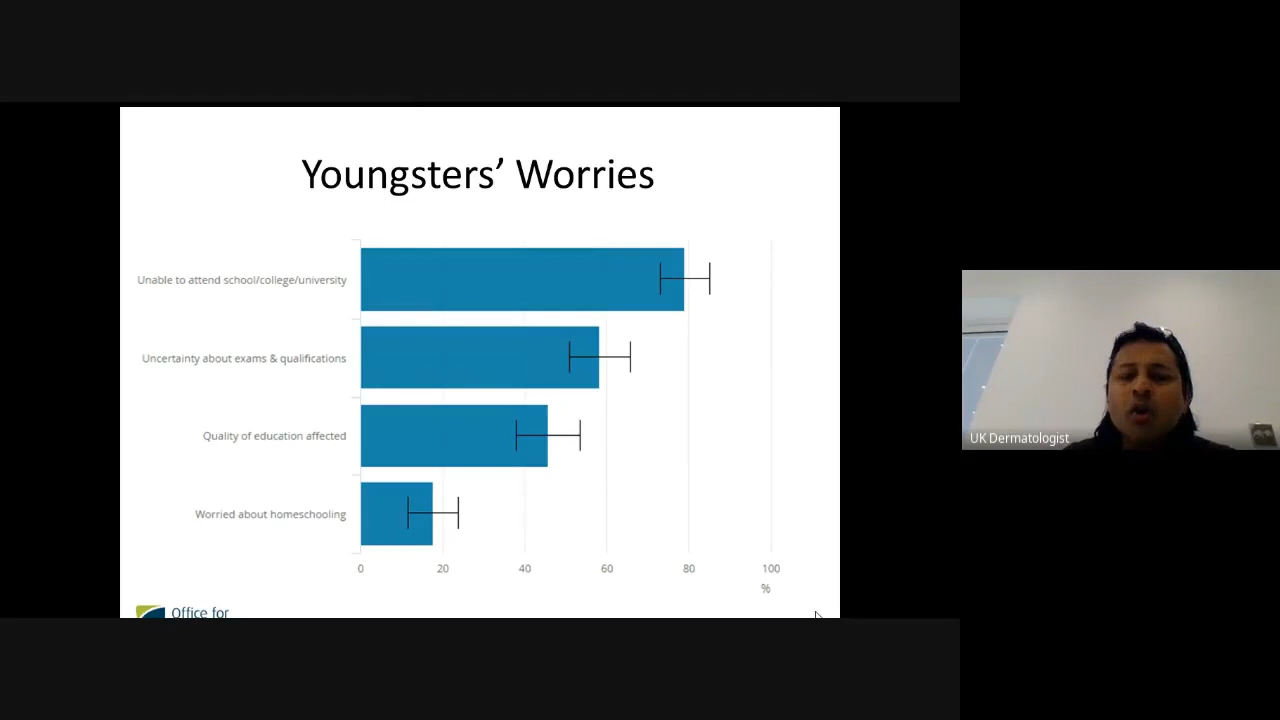 Youngsters’ Worries
Unable to attend school/college/university
Uncertainty about exams & qualifications
Quality of education affected
Worried about homeschooling
0 20 40 60 80 100
%
Office for
UK Dermatologist